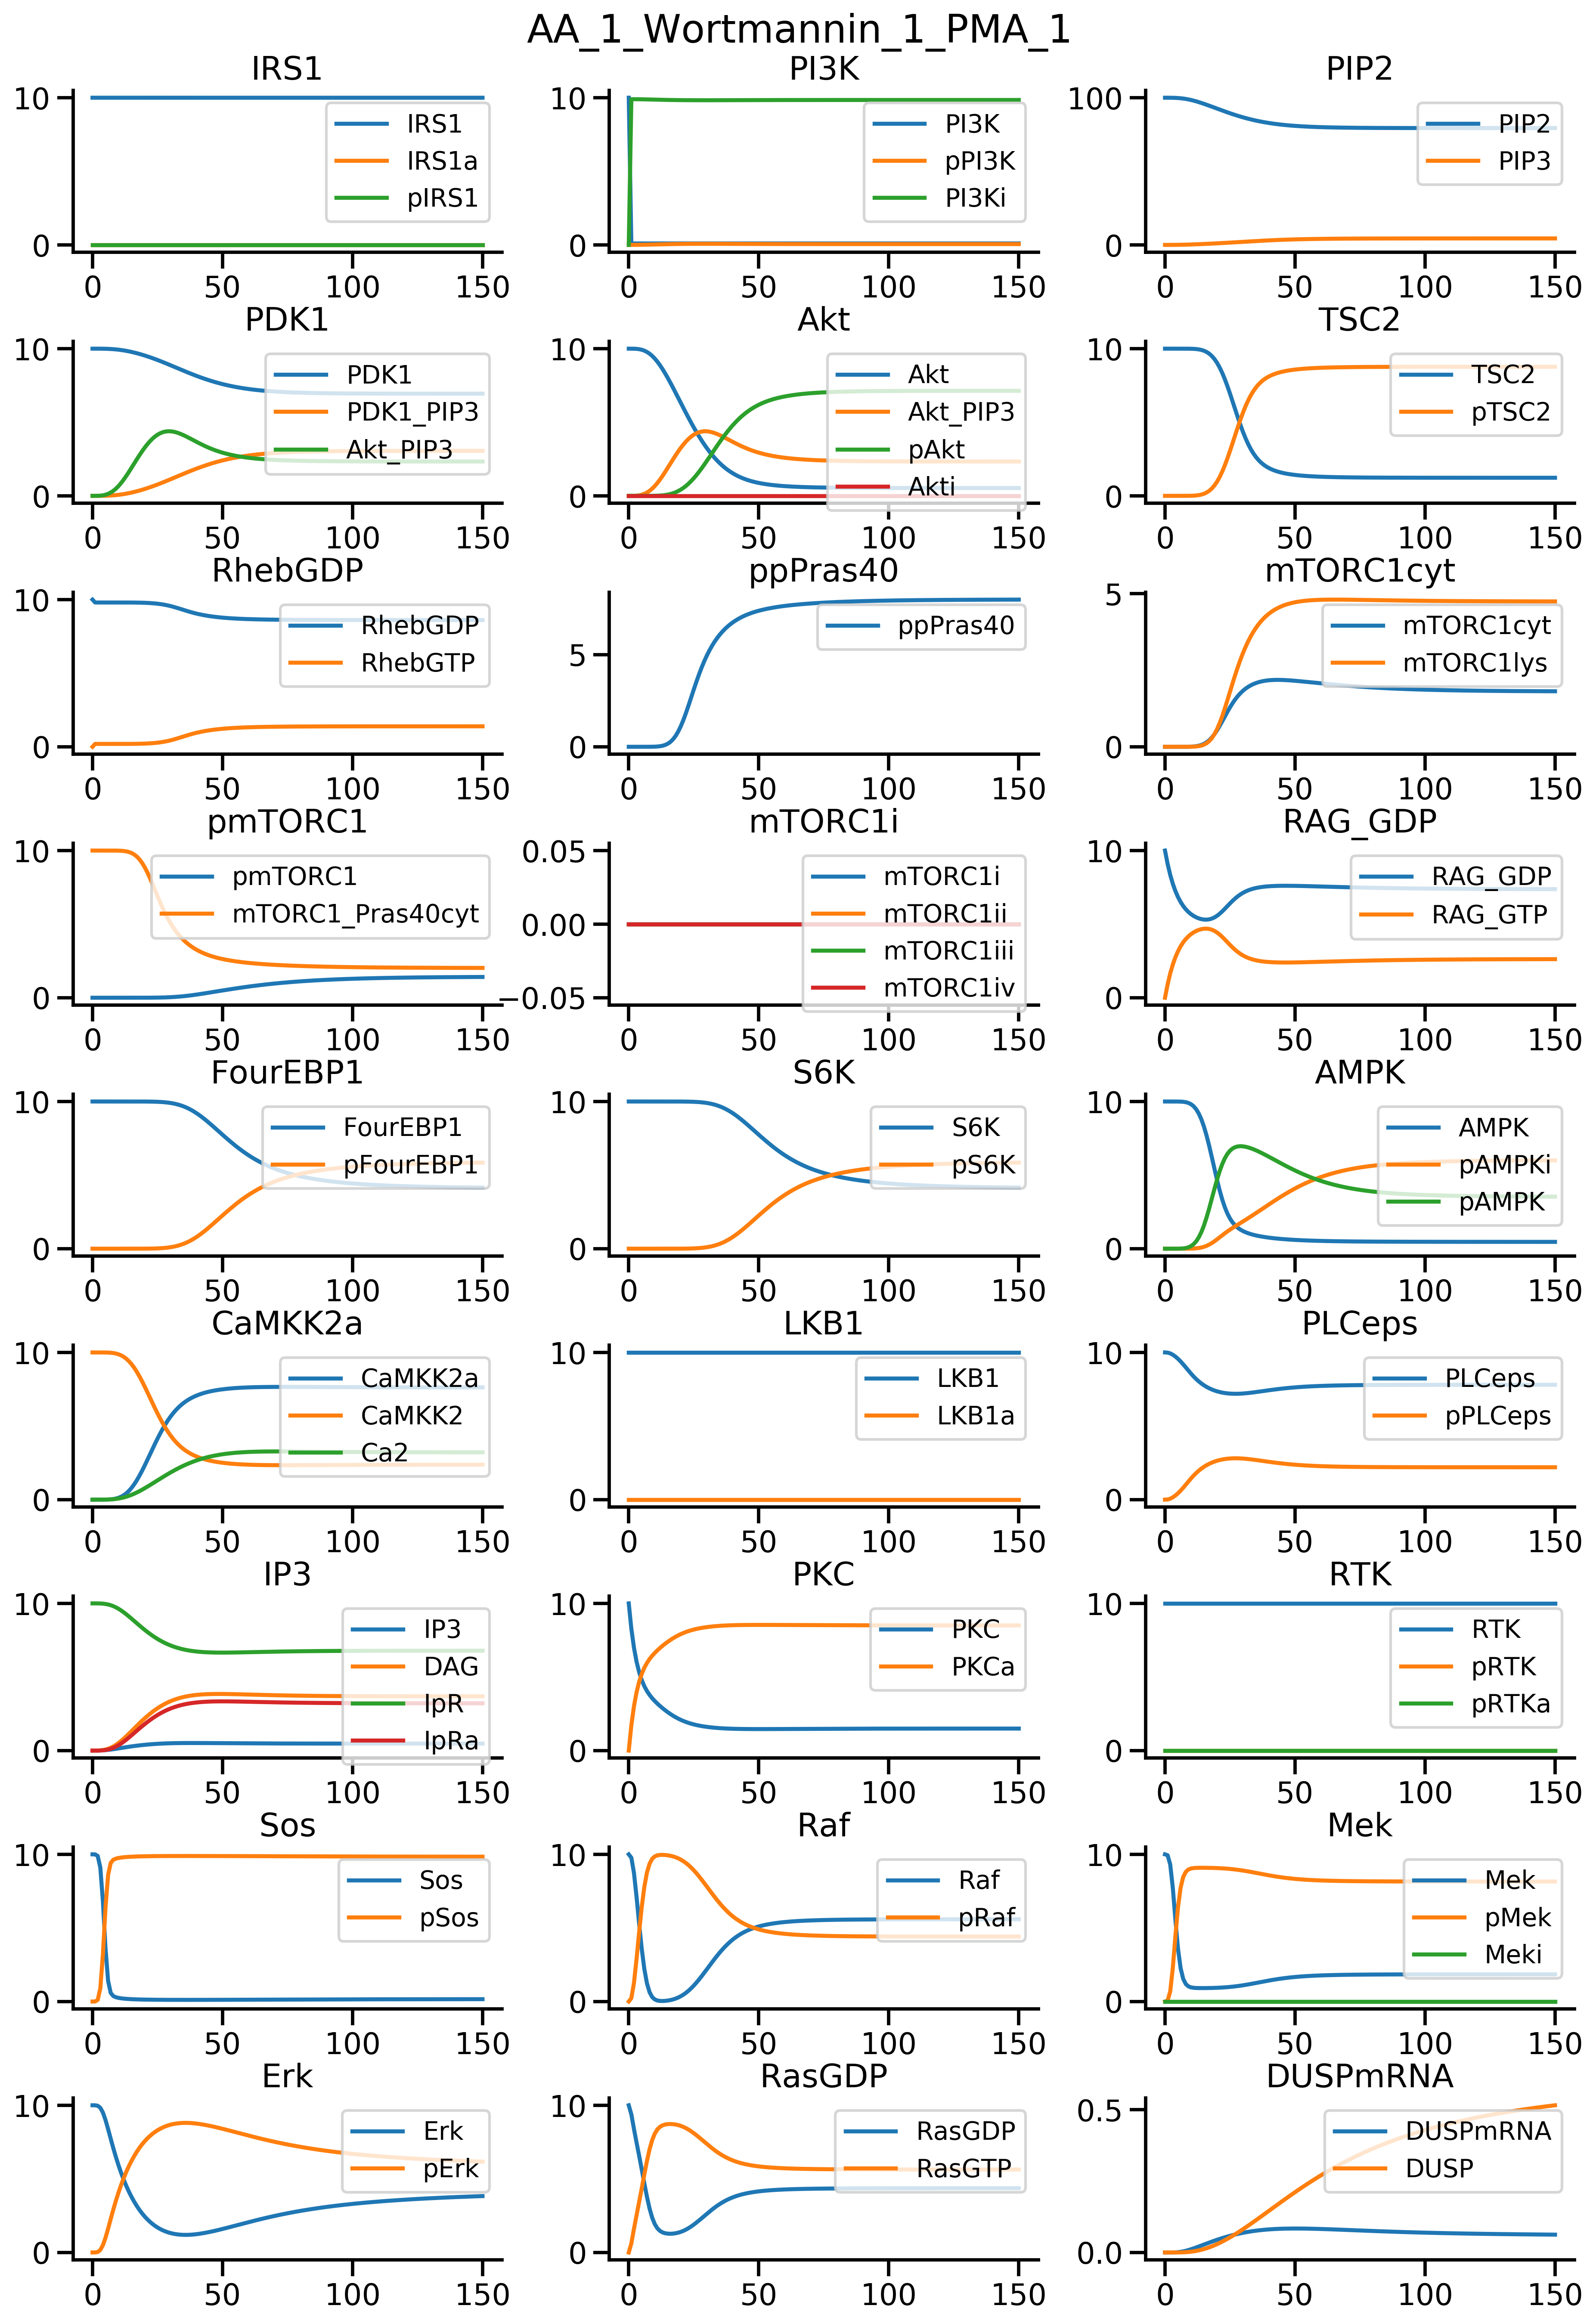 AA_1_Wortmannin_1_PMA_1
IRS1 PI3K PIP2
10 10 100
IRS1 PI3K PIP2
IRS1a pPI3K PIP3
pIRS1 PI3Ki
0 0 0
0 50 100 150 0 50 100 150 0 50 100 150
PDK1 Akt TSC2
10 10 10
PDK1 Akt TSC2
PDK1_PIP3 Akt_PIP3 pTSC2
Akt_PIP3 pAkt
Akti
0 0 0
0 50 100 150 0 50 100 150 0 50 100 150
RhebGDP ppPras40 mTORC1cyt
10 5
RhebGDP ppPras40 mTORC1cyt
RhebGTP 5 mTORC1lys
0 0 0
0 50 100 150 0 50 100 150 0 50 100 150
pmTORC1 mTORC1i RAG_GDP
10 0.05 10
pmTORC1 mTORC1i RAG_GDP
mTORC1_Pras40cyt mTORC1ii RAG_GTP
0.00 mTORC1iii
mTORC1iv
0 −0.05 0
0 50 100 150 0 50 100 150 0 50 100 150
FourEBP1 S6K AMPK
10 10 10
FourEBP1 S6K AMPK
pFourEBP1 pS6K pAMPKi
pAMPK
0 0 0
0 50 100 150 0 50 100 150 0 50 100 150
CaMKK2a LKB1 PLCeps
10 10 10
CaMKK2a LKB1 PLCeps
CaMKK2 LKB1a pPLCeps
Ca2
0 0 0
0 50 100 150 0 50 100 150 0 50 100 150
IP3 PKC RTK
10 10 10
IP3 PKC RTK
DAG PKCa pRTK
IpR pRTKa
IpRa
0 0 0
0 50 100 150 0 50 100 150 0 50 100 150
Sos Raf Mek
10 10 10
Sos Raf Mek
pSos pRaf pMek
Meki
0 0 0
0 50 100 150 0 50 100 150 0 50 100 150
Erk RasGDP DUSPmRNA
10 10 0.5
Erk RasGDP DUSPmRNA
pErk RasGTP DUSP
0 0 0.0
0 50 100 150 0 50 100 150 0 50 100 150